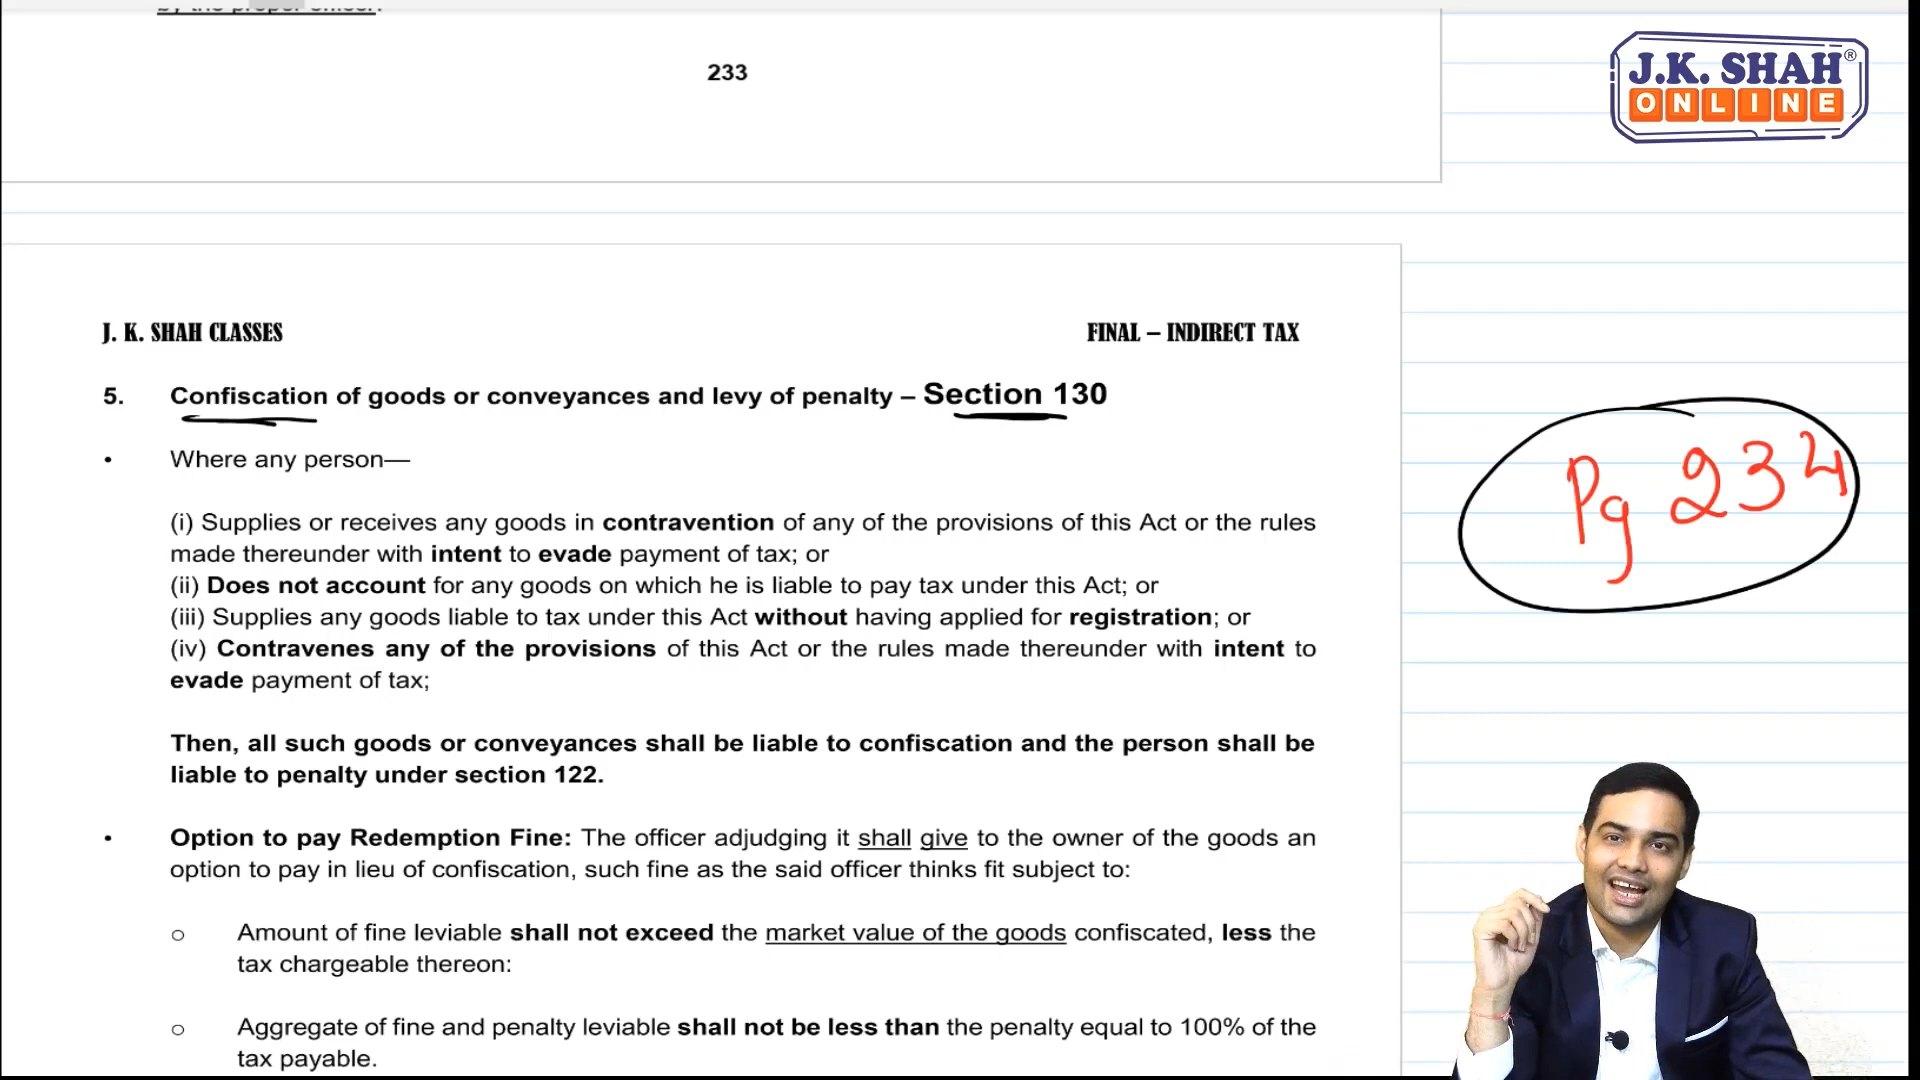 by the proper officer.
233
J.K. SHAH®
ONLINE
J. K. SHAH CLASSES
FINAL – INDIRECT TAX
5. Confiscation of goods or conveyances and levy of penalty – Section 130
• Where any person—
(i) Supplies or receives any goods in contravention of any of the provisions of this Act or the rules
made thereunder with intent to evade payment of tax; or
(ii) Does not account for any goods on which he is liable to pay tax under this Act; or
(iii) Supplies any goods liable to tax under this Act without having applied for registration; or
(iv) Contravenes any of the provisions of this Act or the rules made thereunder with intent to
evade payment of tax;
Then, all such goods or conveyances shall be liable to confiscation and the person shall be
liable to penalty under section 122.
• Option to pay Redemption Fine: The officer adjudging it shall give to the owner of the goods an
option to pay in lieu of confiscation, such fine as the said officer thinks fit subject to:
o Amount of fine leviable shall not exceed the market value of the goods confiscated, less the
tax chargeable thereon:
o Aggregate of fine and penalty leviable shall not be less than the penalty equal to 100% of the
tax payable.
Pg 234